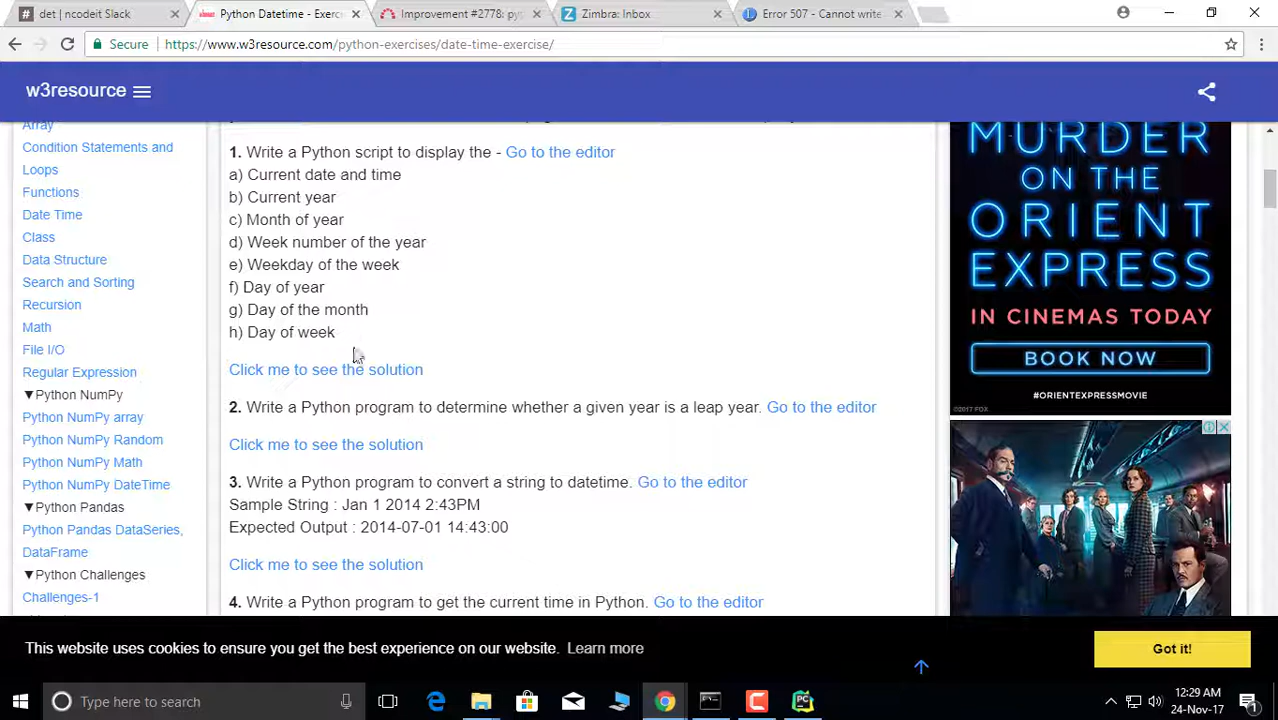 det | ncodeit Slack
Python Datetime - Exerc
Improvement #2778: pyt
Zimbra: Inbox
Error 507 - Cannot write
Secure
https://www.w3resource.com/python-exercises/date-time-exercise/
w3resource
Array
Condition Statements and
Loops
Functions
Date Time
Class
Data Structure
Search and Sorting
Recursion
Math
File I/O
Regular Expression
▼Python NumPy
Python NumPy array
Python NumPy Random
Python NumPy Math
Python NumPy DateTime
▼Python Pandas
Python Pandas DataSeries,
DataFrame
▼Python Challenges
Challenges-1
1. Write a Python script to display the - Go to the editor
a) Current date and time
b) Current year
c) Month of year
d) Week number of the year
e) Weekday of the week
f) Day of year
g) Day of the month
h) Day of week
Click me to see the solution
2. Write a Python program to determine whether a given year is a leap year. Go to the editor
Click me to see the solution
3. Write a Python program to convert a string to datetime. Go to the editor
Sample String : Jan 1 2014 2:43PM
Expected Output : 2014-07-01 14:43:00
Click me to see the solution
4. Write a Python program to get the current time in Python. Go to the editor
MURDER
ON THE
ORIENT
EXPRESS
IN CINEMAS TODAY
BOOK NOW
©2017 FOX
#ORIENTEXPRESSMOVIE
This website uses cookies to ensure you get the best experience on our website. Learn more
Got it!
Type here to search
12:29 AM
24-Nov-17